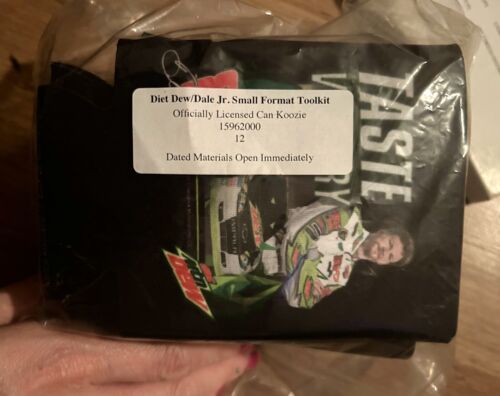 Diet Dew/Dale Jr. Small Format Toolkit
Officially Licensed Can Koozie
15962000
12
Dated Materials Open Immediately
TASTE